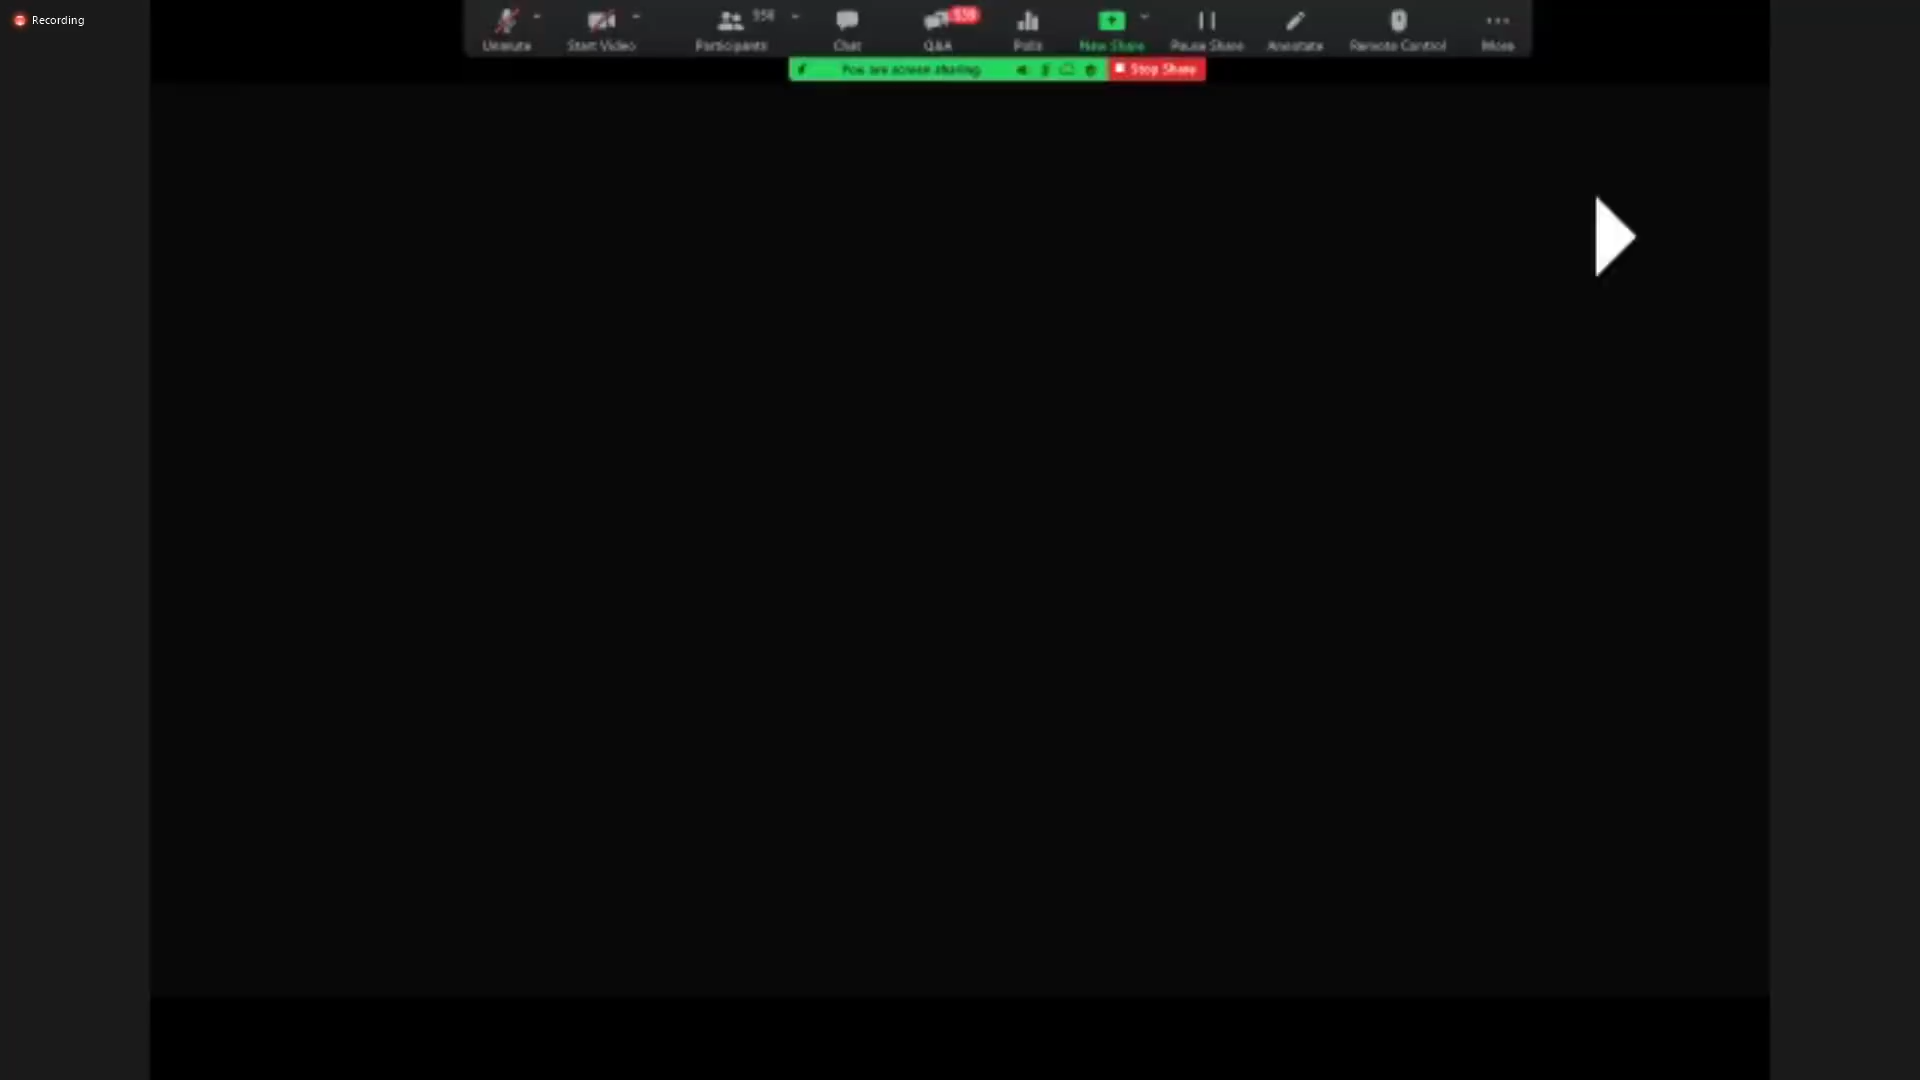 Recording
Unmute Start Video Participants Chat Q&A Polls New Share Pause Share Annotate Remote Control More
You are screen sharing Stop Share